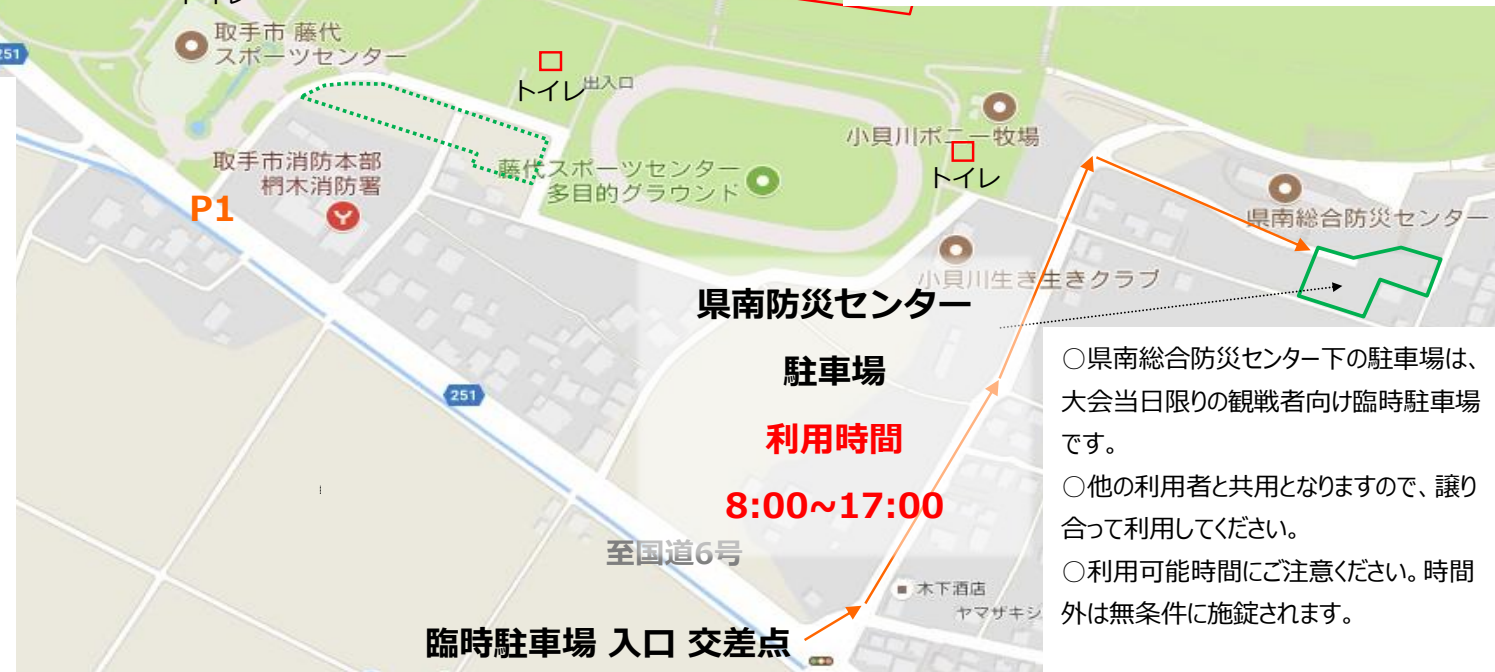 取手市 藤代
スポーツセンター
251
トイレ
出入口
小貝川ポニー牧場
トイレ
取手市消防本部
椚木消防署
P1
藤代スポーツセンター
多目的グラウンド
県南総合防災センター
小貝川生き生きクラブ
県南防災センター
駐車場
利用時間
8:00~17:00
○県南総合防災センター下の駐車場は、
大会当日限りの観戦者向け臨時駐車場
です。
○他の利用者と共用となりますので、譲り
合って利用してください。
○利用可能時間にご注意ください。時間
外は無条件に施錠されます。
251
至国道6号
木下酒店
ヤマザキシ
臨時駐車場 入口 交差点